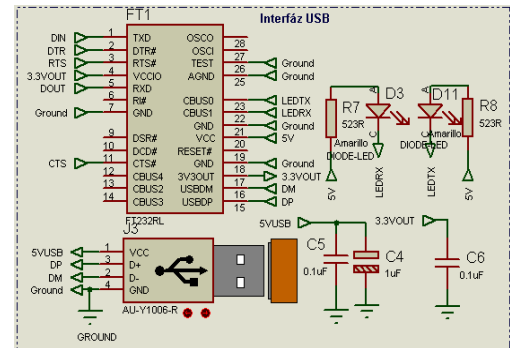 Interfáz USB
FT1
DIN 1 TXD OSCO
DTR 2 DTR# OSCI 28
RTS 3 RTS# TEST 27 Ground
3.3VOUT 4 VCCIO AGND 26 Ground
DOUT 5 RXD 25
6 RI# CBUS0 LEDTX
Ground 7 GND CBUS1 23 LEDRX
GND 22 Ground
9 DSR# VCC 21 5V
10 DCD# RESET# 20
CTS 11 CTS# GND 19 Ground
12 CBUS4 3V3OUT 18 3.3VOUT
13 CBUS2 USBDM 17 DM
14 CBUS3 USBDP 16 DP
15
FT232RL
R7
523R
5V
A
D3
C
Amarillo
DIODE-LED
LEDRX
A
D11
C
Amarillo
DIODE-LED
LEDTX
R8
523R
5V
J3
5VUSB 1 VCC
DP 3 D+
DM 2 D-
Ground 4 GND
AU-Y1006-R
GROUND
5VUSB
C5
0.1uF
C4
1uF
3.3VOUT
C6
0.1uF